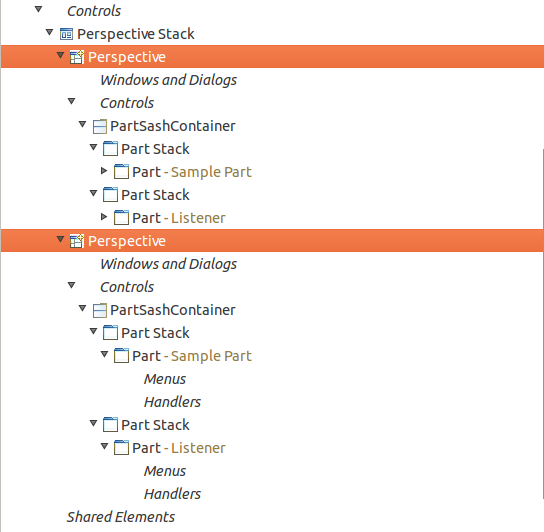 Controls
Perspective Stack
Perspective
Windows and Dialogs
Controls
PartSashContainer
Part Stack
Part - Sample Part
Part Stack
Part - Listener
Perspective
Windows and Dialogs
Controls
PartSashContainer
Part Stack
Part - Sample Part
Menus
Handlers
Part Stack
Part - Listener
Menus
Handlers
Shared Elements